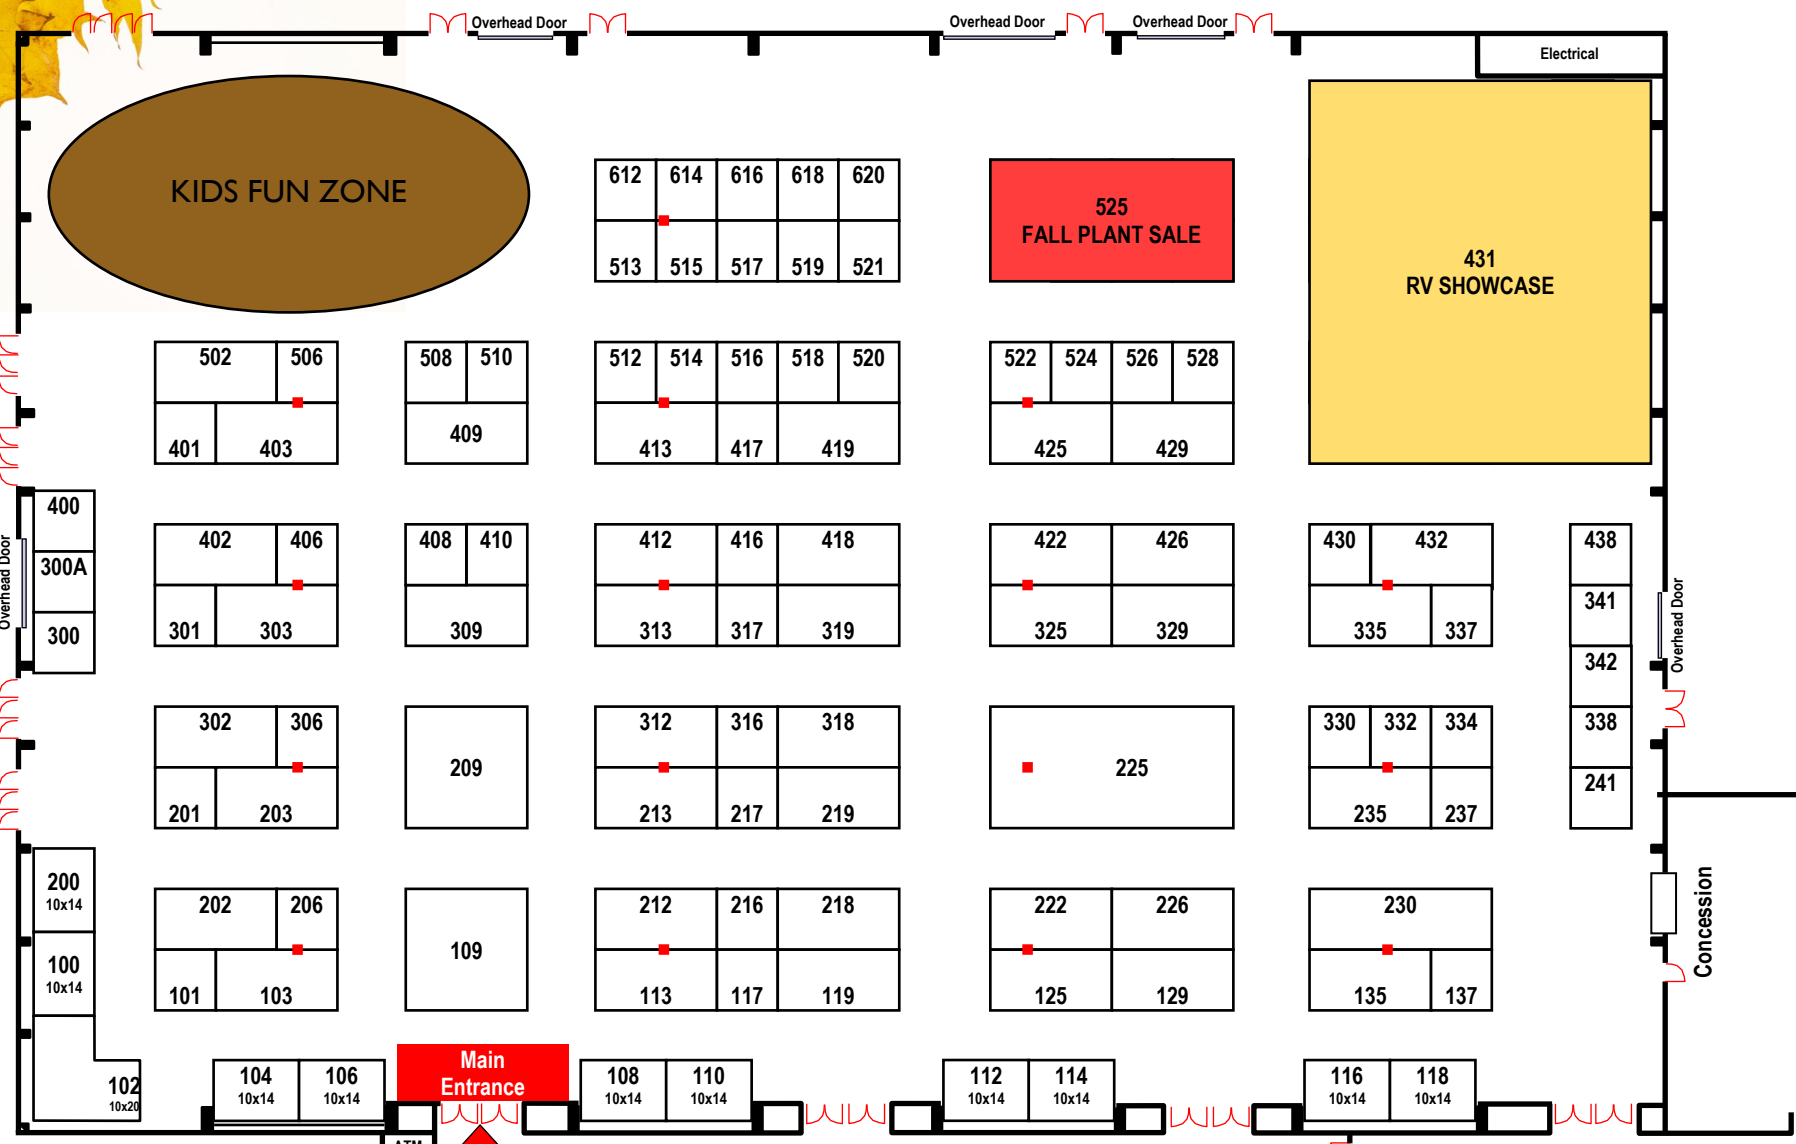 Overhead Door
Overhead Door
Overhead Door
Electrical
KIDS FUN ZONE
612 614 616 618 620
513 515 517 519 521
525
FALL PLANT SALE
431
RV SHOWCASE
502 506 508 510 512 514 516 518 520 522 524 526 528
409
401 403 413 417 419 425 429
400
300A
300
Overhead Door
402 406 408 410 412 416 418 422 426 430 432 438
301 303 309 313 317 319 325 329 335 337
341
342
338
241
Overhead Door
302 306 312 316 318 330 332 334
209 225
201 203 213 217 219 235 237
200
10x14
100
10x14
202 206 212 216 218 222 226 230
109
101 103 113 117 119 125 129 135 137
Concession
102
10x20
104
10x14
106
10x14
Main
Entrance
108
10x14
110
10x14
112
10x14
114
10x14
116
10x14
118
10x14
ATM